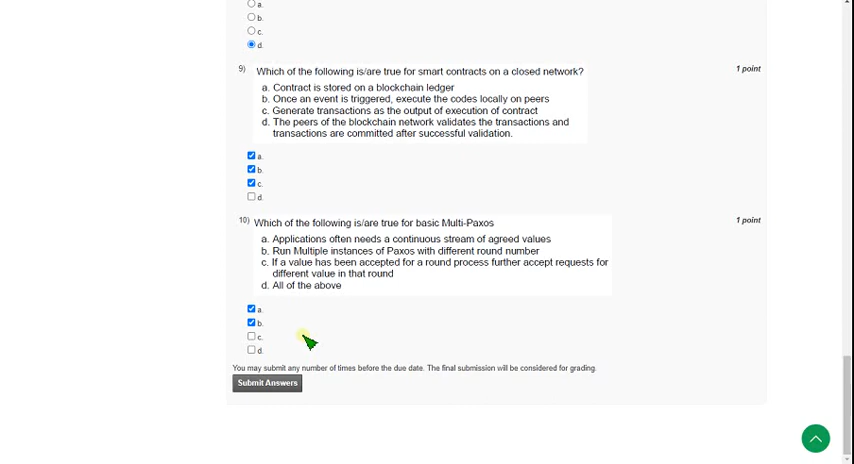 a.
b.
c.
d.
9) Which of the following is/are true for smart contracts on a closed network? 1 point
a. Contract is stored on a blockchain ledger
b. Once an event is triggered, execute the codes locally on peers
c. Generate transactions as the output of execution of contract
d. The peers of the blockchain network validates the transactions and
transactions are committed after successful validation.
a.
b.
c.
d.
10) Which of the following is/are true for basic Multi-Paxos 1 point
a. Applications often needs a continuous stream of agreed values
b. Run Multiple instances of Paxos with different round number
c. If a value has been accepted for a round process further accept requests for
different value in that round
d. All of the above
a.
b.
c.
d.
You may submit any number of times before the due date. The final submission will be considered for grading.
Submit Answers